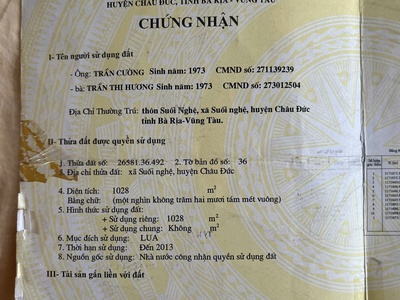 HUYỆN CHÂU ĐỨC, TỈNH BÀ RỊA - VŨNG TÀU
CHỨNG NHẬN
I- Tên người sử dụng đất
- Ông: TRẦN CƯỜNG Sinh năm: 1973 CMND số: 271139239
- bà: TRẦN THỊ HƯƠNG Sinh năm: 1973 CMND số: 273012504
Địa Chỉ Thường Trú: thôn Suối Nghệ, xã Suối nghệ, huyện Châu Đức
tỉnh Bà Rịa-Vũng Tàu.
II- Thửa đất được quyền sử dụng
1. Thửa đất số: 26581.36.492 2. Tờ bản đồ số: 36
3. Địa chỉ thửa đất: xã Suối nghệ, huyện Châu Đức
4. Diện tích: 1028 m²
Bằng chữ: (một nghìn không trăm hai mươi tám mét vuông)
5. Hình thức sử dụng đất:
+ Sử dụng riêng: 1028 m²
+ Sử dụng chung: Không m²
6. Mục đích sử dụng: LUA
7. Thời hạn sử dụng: Đến 2013
8. Nguồn gốc sử dụng: Nhà nước công nhận quyền sử dụng đất
III- Tài sản gắn liền với đất